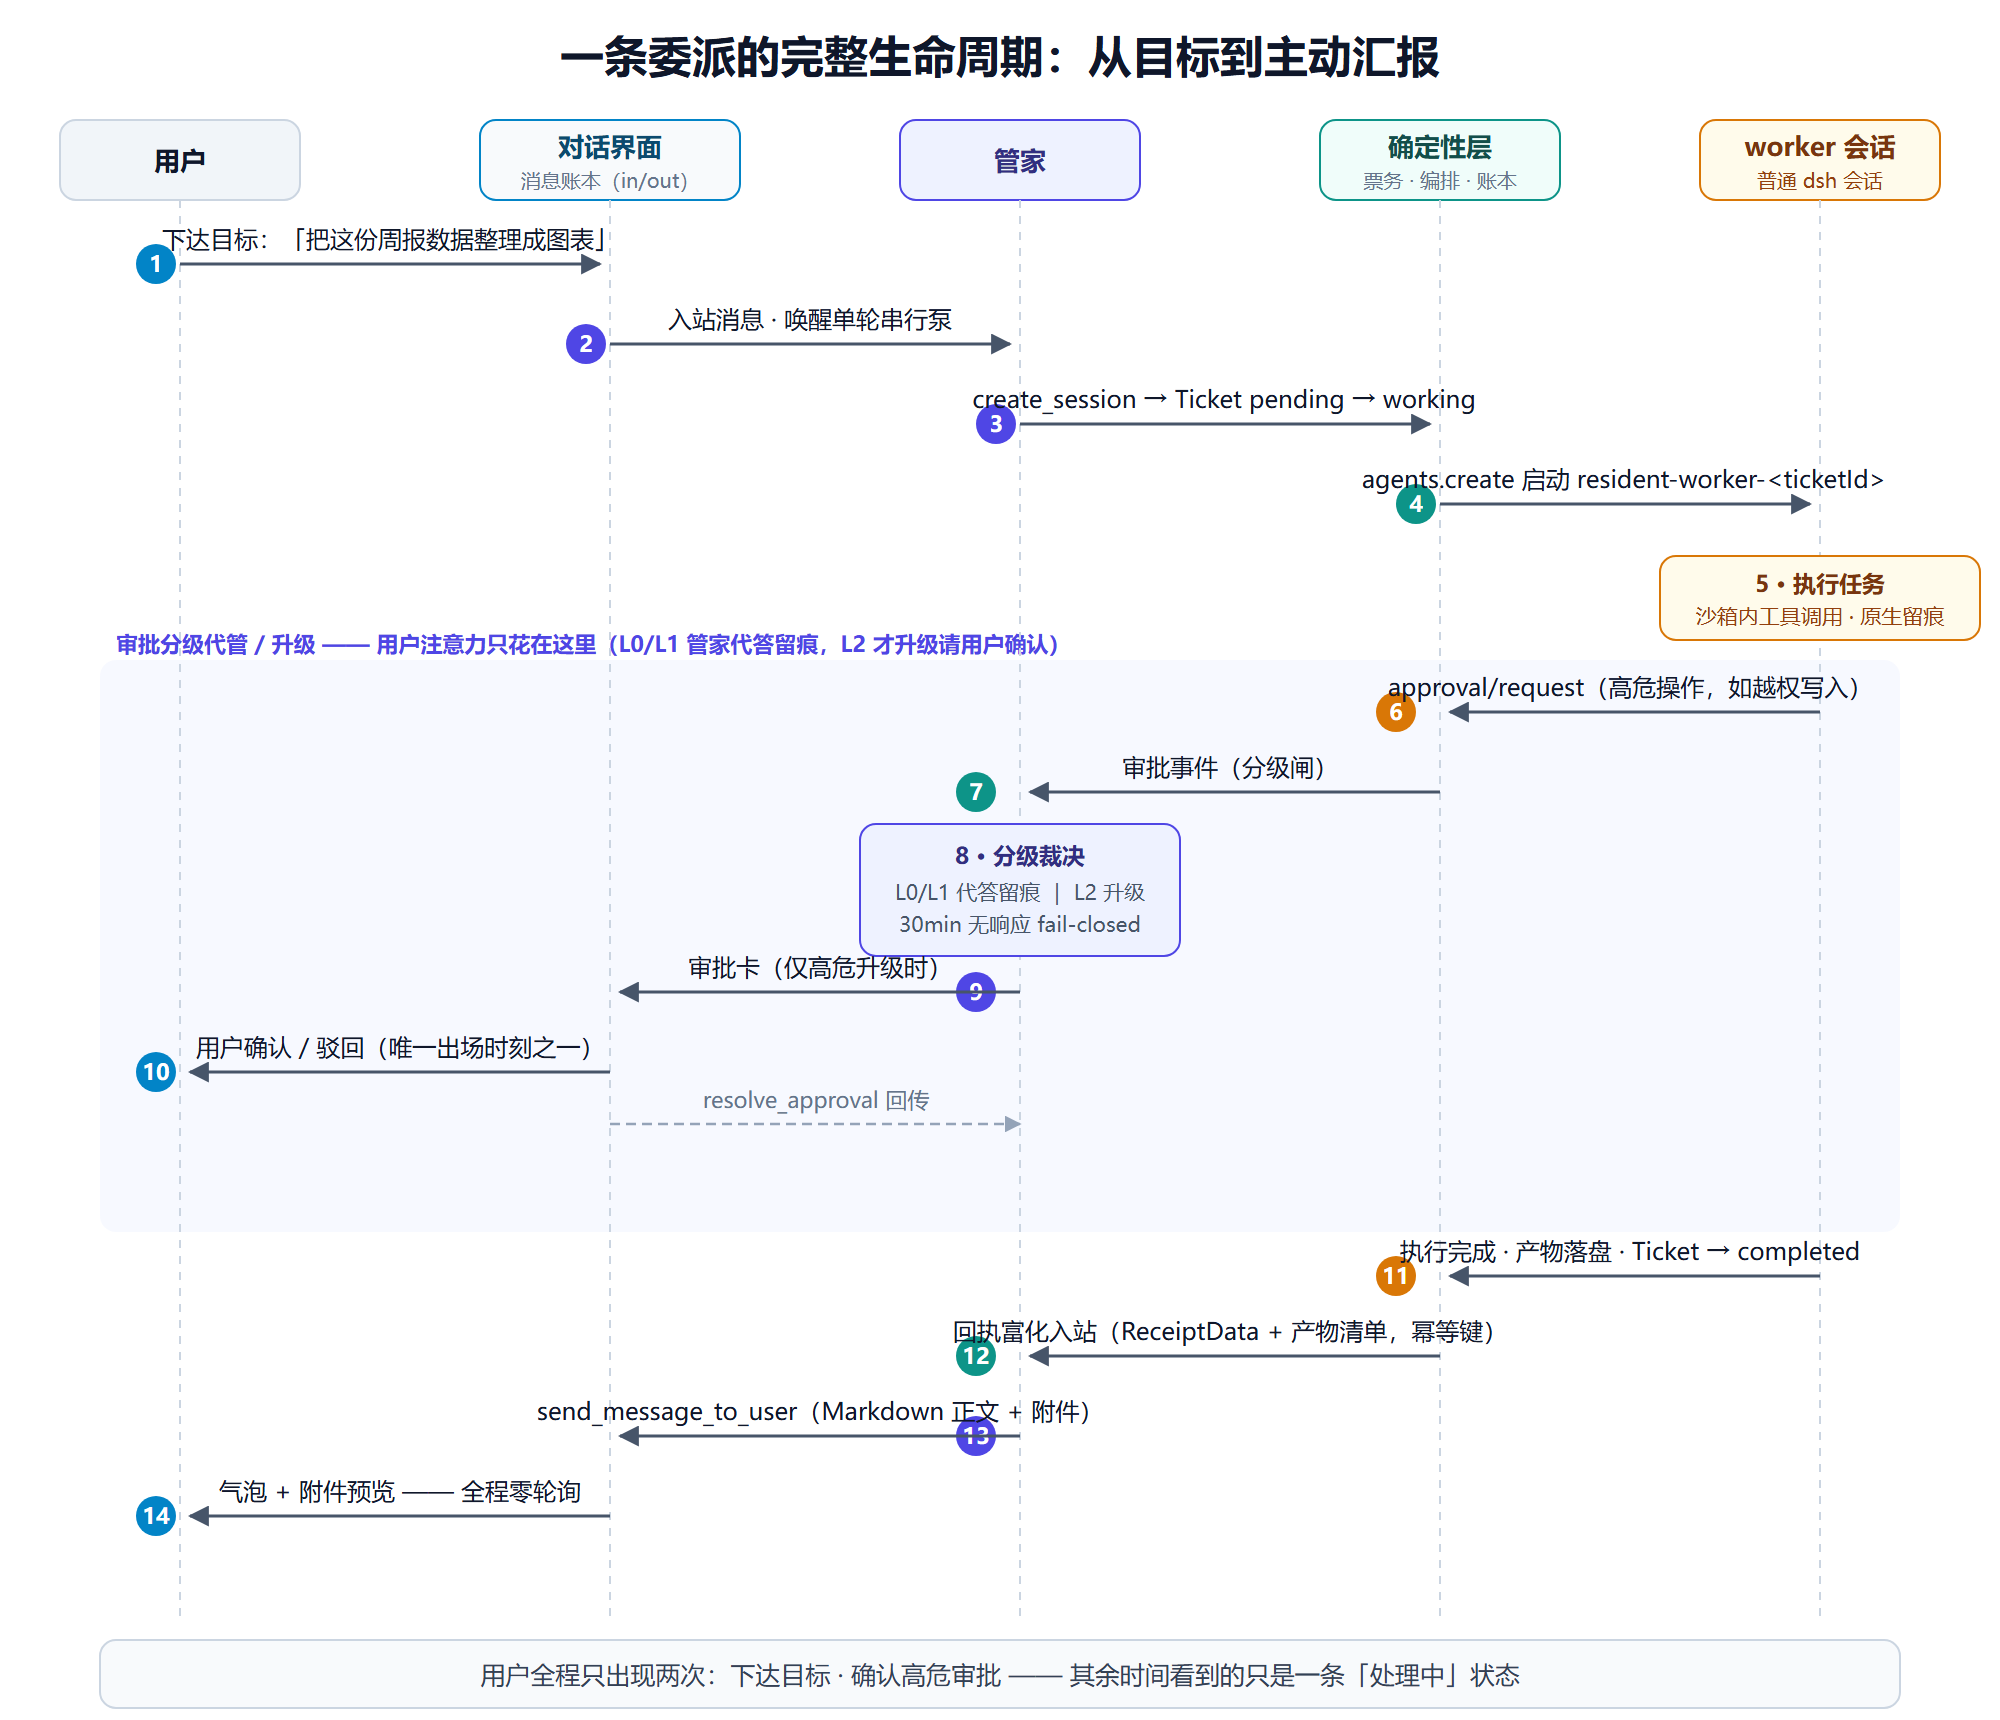 一条委派的完整生命周期：从目标到主动汇报
用户
对话界面
消息账本（in/out）
管家
确定性层
票务 · 编排 · 账本
worker 会话
普通 dsh 会话
下达目标：「把这份周报数据整理成图表」
1
入站消息 · 唤醒单轮串行泵
2
create_session → Ticket pending → working
3
agents.create 启动 resident-worker-<ticketId>
4
5 · 执行任务
沙箱内工具调用 · 原生留痕
审批分级代管 / 升级 —— 用户注意力只花在这里（L0/L1 管家代答留痕，L2 才升级请用户确认）
approval/request（高危操作，如越权写入）
6
审批事件（分级闸）
7
8 · 分级裁决
L0/L1 代答留痕 ｜ L2 升级
30min 无响应 fail-closed
审批卡（仅高危升级时）
9
用户确认 / 驳回（唯一出场时刻之一）
10
resolve_approval 回传
执行完成 · 产物落盘 · Ticket → completed
11
回执富化入站（ReceiptData + 产物清单，幂等键）
12
send_message_to_user（Markdown 正文 + 附件）
13
气泡 + 附件预览 —— 全程零轮询
14
用户全程只出现两次：下达目标 · 确认高危审批 —— 其余时间看到的只是一条「处理中」状态